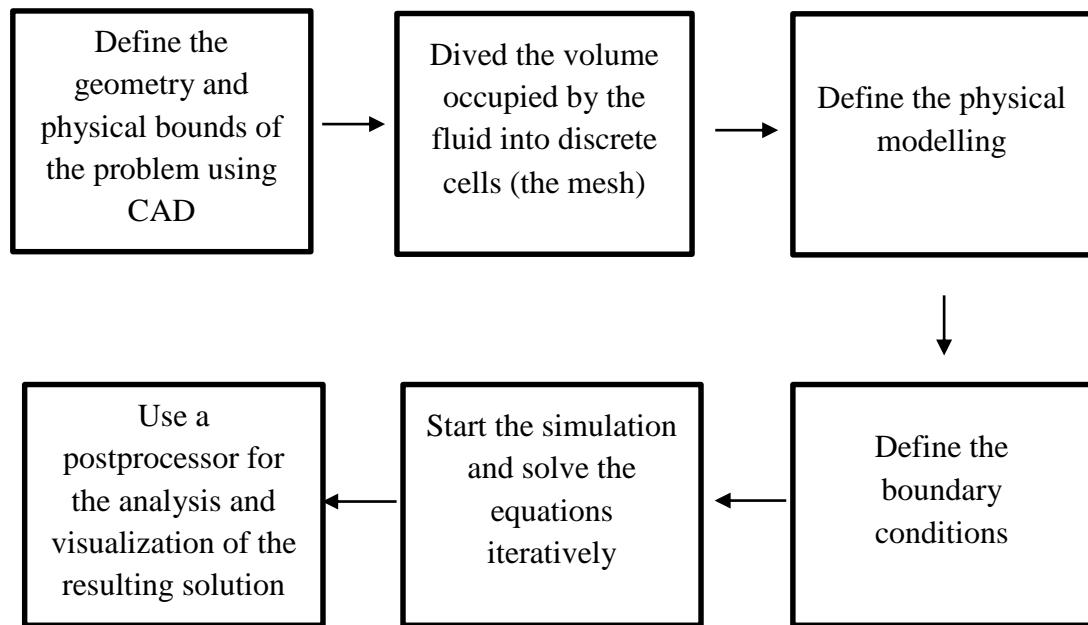 Define the
geometry and
physical bounds of
the problem using
CAD
Dived the volume
occupied by the
fluid into discrete
cells (the mesh)
Define the physical
modelling
Define the
boundary
conditions
Start the simulation
and solve the
equations
iteratively
Use a
postprocessor for
the analysis and
visualization of the
resulting solution